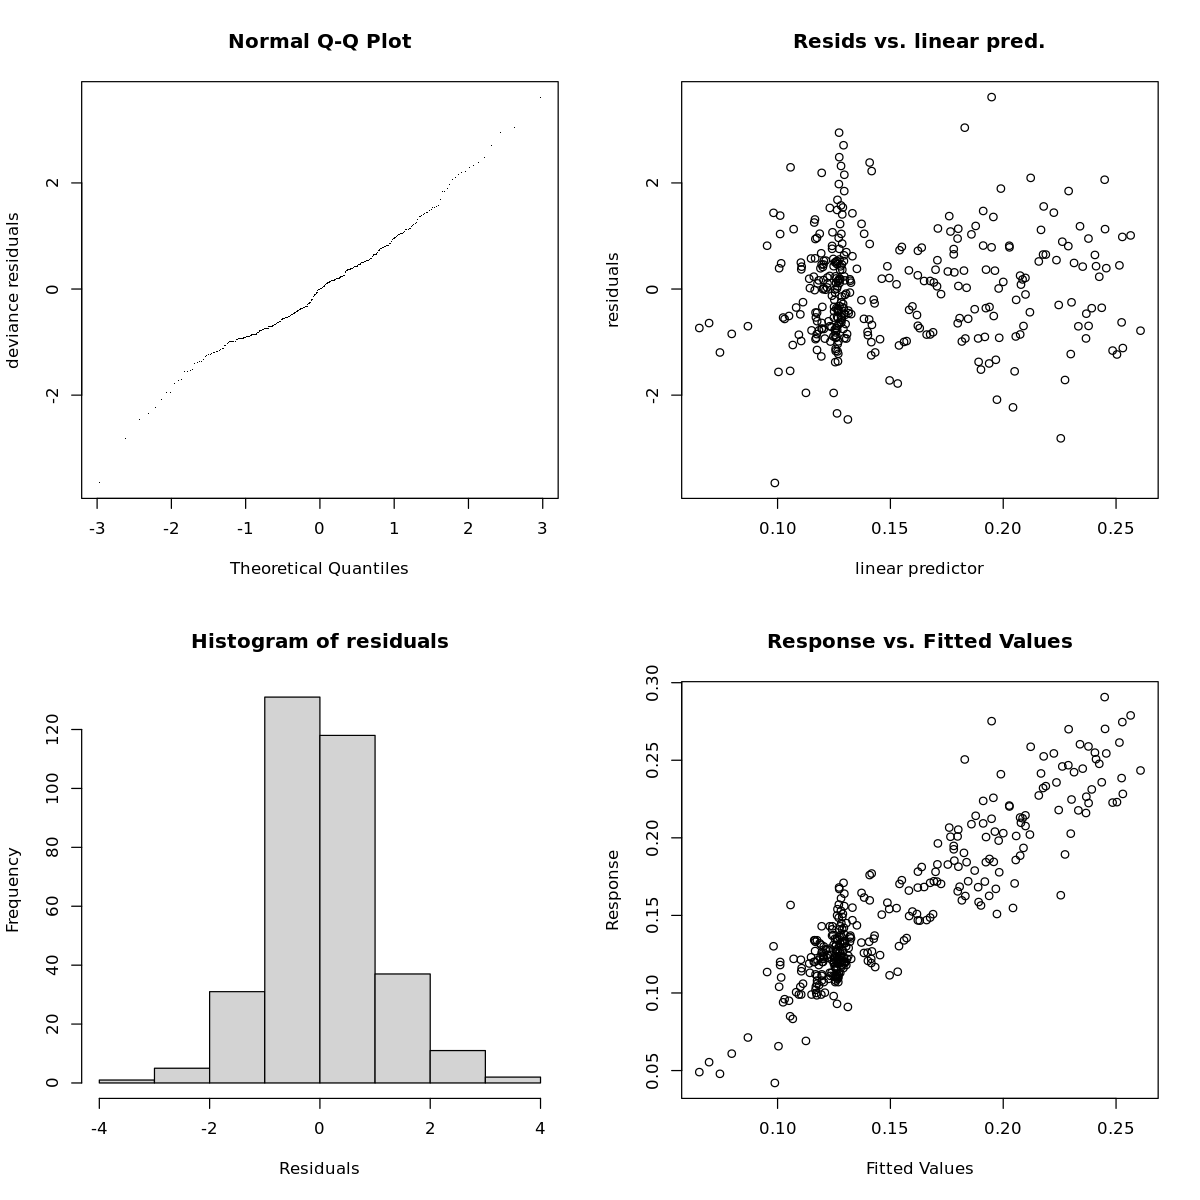 Normal Q-Q Plot
deviance residuals
2
0
-2
-3 -2 -1 0 1 2 3
Theoretical Quantiles
Resids vs. linear pred.
residuals
2
0
-2
0.10 0.15 0.20 0.25
linear predictor
Histogram of residuals
Frequency
120
100
80
60
40
20
0
-4 -2 0 2 4
Residuals
Response vs. Fitted Values
Response
0.30
0.25
0.20
0.15
0.10
0.05
0.10 0.15 0.20 0.25
Fitted Values